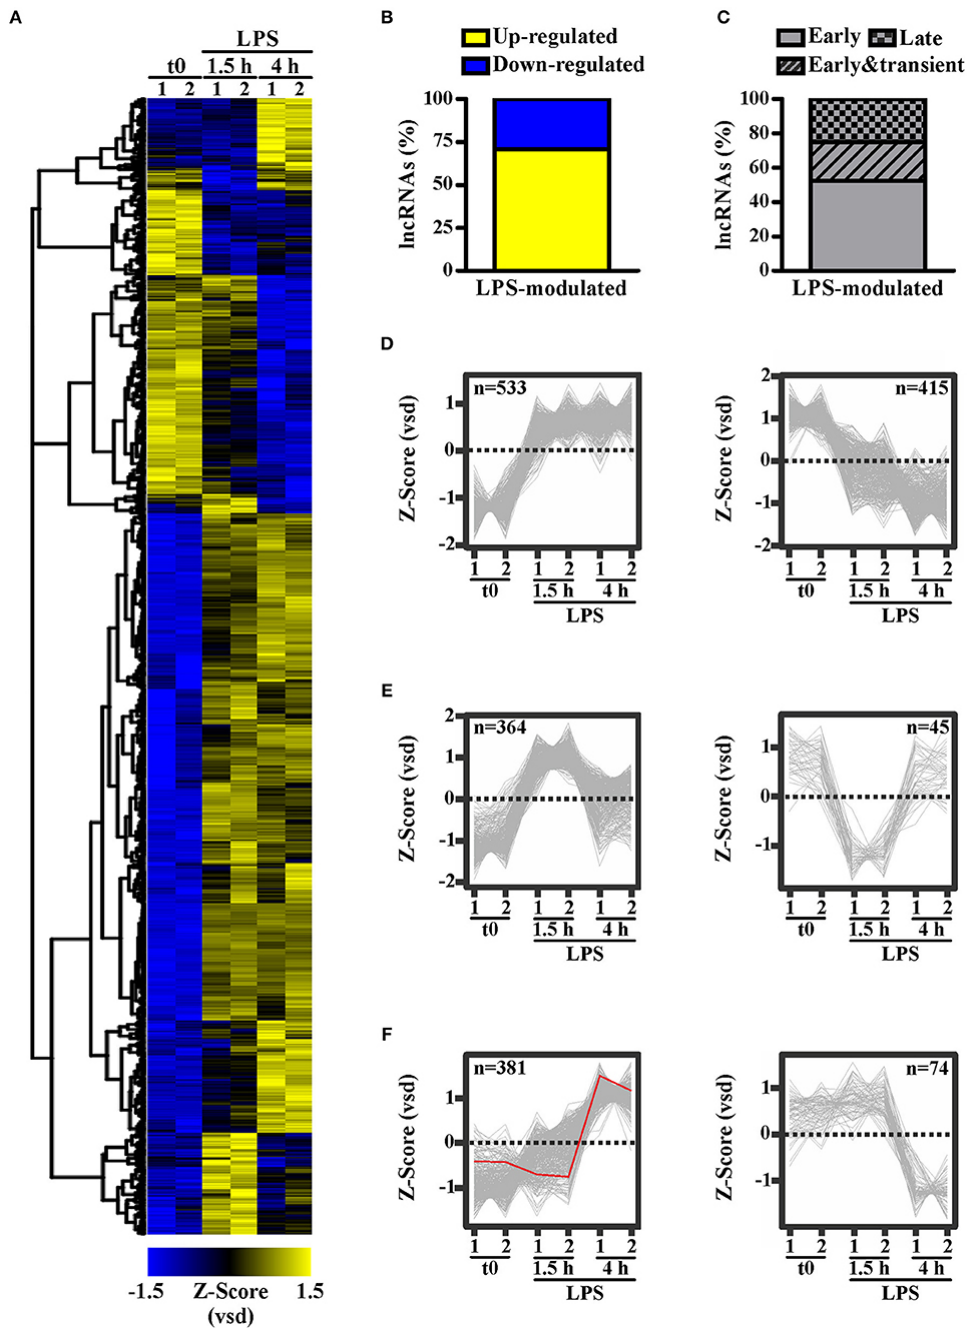 A
LPS
t0 1.5 h 4 h
1 2 1 2 1 2
-1.5 Z-Score 1.5
(vsd)
B
Up-regulated
Down-regulated
lncRNAs (%)
100
75
50
25
0
LPS-modulated
C
Early Late
Early&transient
lncRNAs (%)
100
80
60
40
20
0
LPS-modulated
D
Z-Score (vsd)
n=533
1
0
-1
-2
1 2 1 2 1 2
t0 1.5 h 4 h
LPS
Z-Score (vsd)
n=415
2
1
0
-1
-2
1 2 1 2 1 2
t0 1.5 h 4 h
LPS
E
Z-Score (vsd)
n=364
2
1
0
-1
-2
1 2 1 2 1 2
t0 1.5 h 4 h
LPS
Z-Score (vsd)
n=45
1
0
-1
1 2 1 2 1 2
t0 1.5 h 4 h
LPS
F
Z-Score (vsd)
n=381
1
0
-1
1 2 1 2 1 2
t0 1.5 h 4 h
LPS
Z-Score (vsd)
n=74
1
0
-1
1 2 1 2 1 2
t0 1.5 h 4 h
LPS